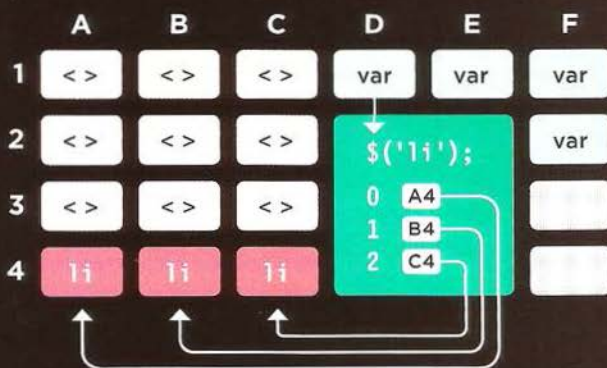 A B C D E F
1 < > < > < > var var var
2 < > < > < > $('li'); var
3 < > < > < > 0 A4
1 B4
4 li li li 2 C4